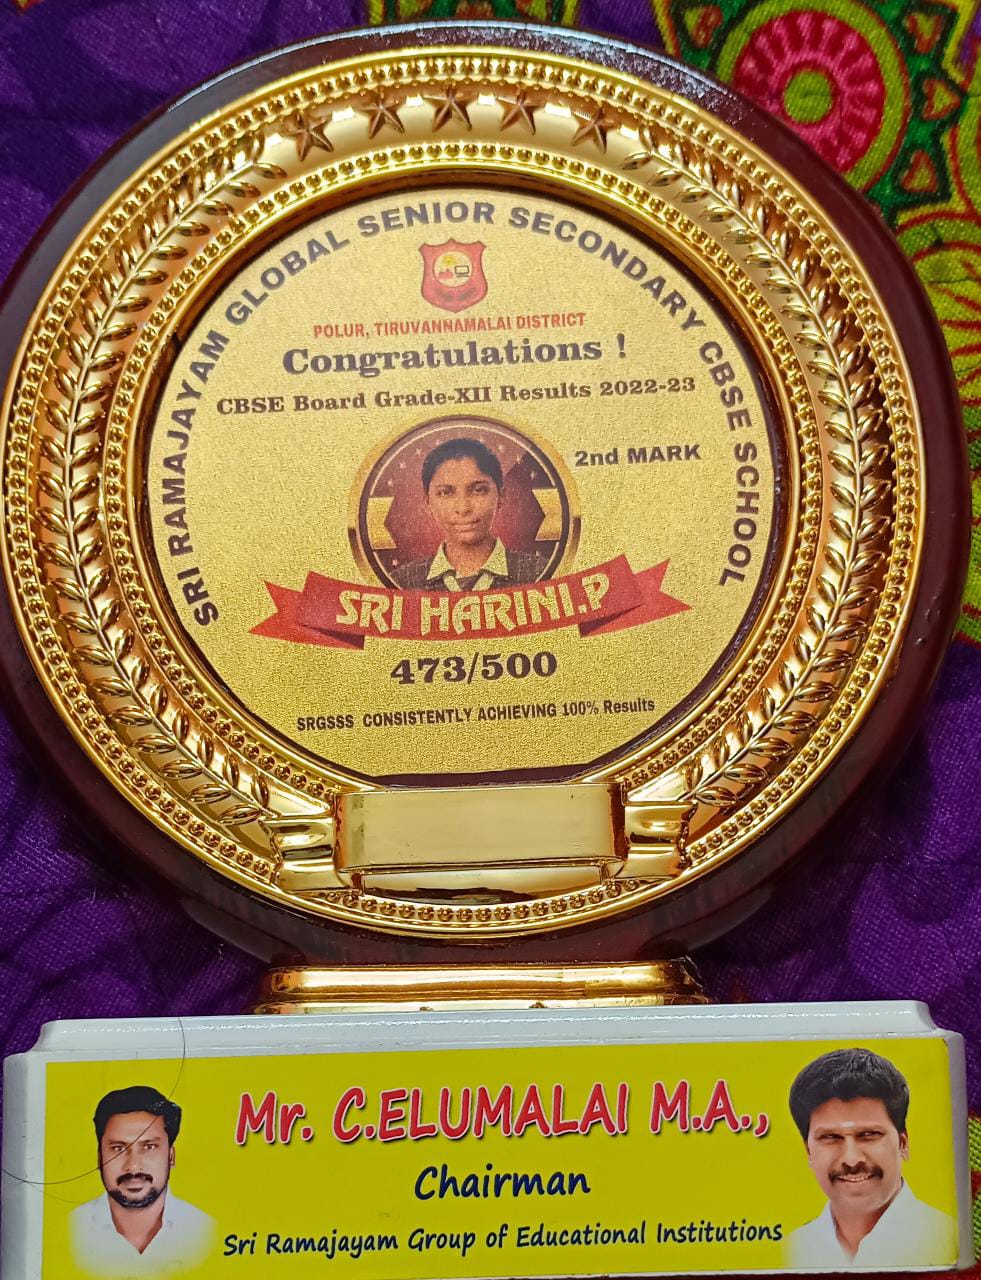 SRI RAMAJAYAM GLOBAL SENIOR SECONDARY CBSE SCHOOL
POLUR, TIRUVANNAMALAI DISTRICT
Congratulations !
CBSE Board Grade-XII Results 2022-23
2nd MARK
SRI HARINI.P
473/500
SRGSSS CONSISTENTLY ACHIEVING 100% Results
Mr. C.ELUMALAI M.A.,
Chairman
Sri Ramajayam Group of Educational Institutions